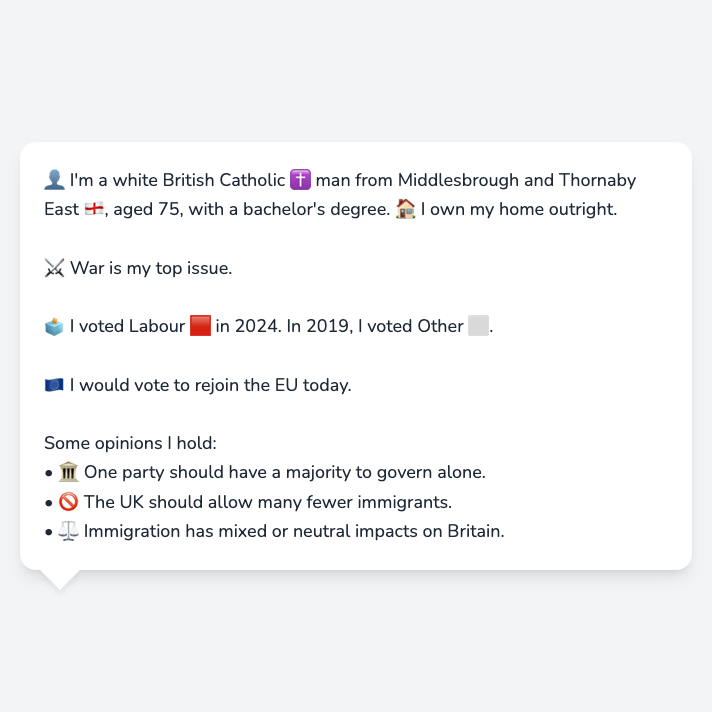 👤 I'm a white British Catholic ✝️ man from Middlesbrough and Thornaby
East 🏴󠁧󠁢󠁥󠁮󠁧󠁿, aged 75, with a bachelor's degree. 🏠 I own my home outright.
⚔️ War is my top issue.
🗳️ I voted Labour 🟥 in 2024. In 2019, I voted Other ⬜.
🇪🇺 I would vote to rejoin the EU today.
Some opinions I hold:
• 🏛️ One party should have a majority to govern alone.
• 🚫 The UK should allow many fewer immigrants.
• ⚖️ Immigration has mixed or neutral impacts on Britain.